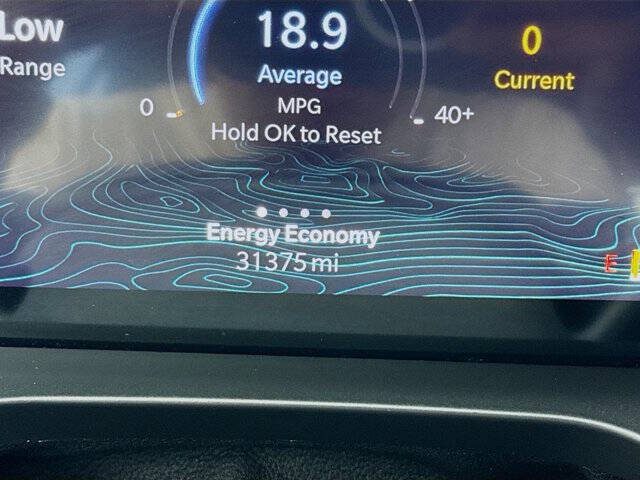 Low
Range
18.9
Average
MPG
Hold OK to Reset
0
40+
0
Current
Energy Economy
31375 mi
E